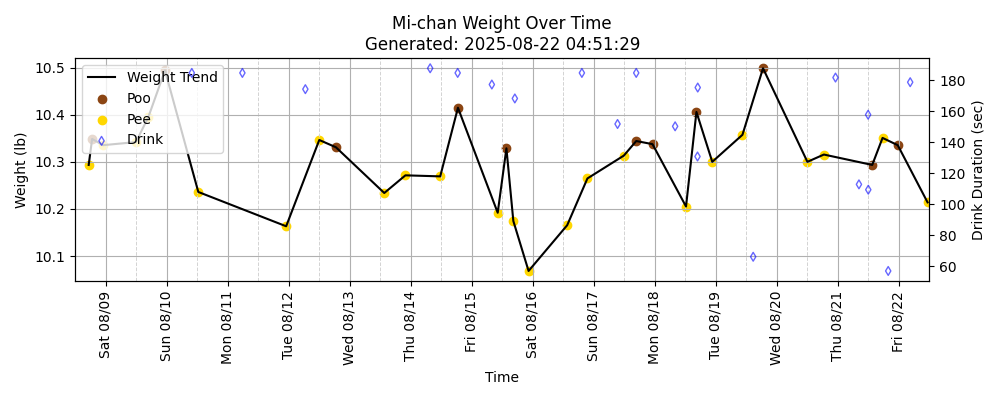 Mi-chan Weight Over Time
Generated: 2025-08-22 04:51:29
Weight (lb)
10.5
10.4
10.3
10.2
10.1
Weight Trend
Poo
Pee
Drink
180
160
140
120
100
80
60
Drink Duration (sec)
Sat 08/09
Sun 08/10
Mon 08/11
Tue 08/12
Wed 08/13
Thu 08/14
Fri 08/15
Sat 08/16
Sun 08/17
Mon 08/18
Tue 08/19
Wed 08/20
Thu 08/21
Fri 08/22
Time